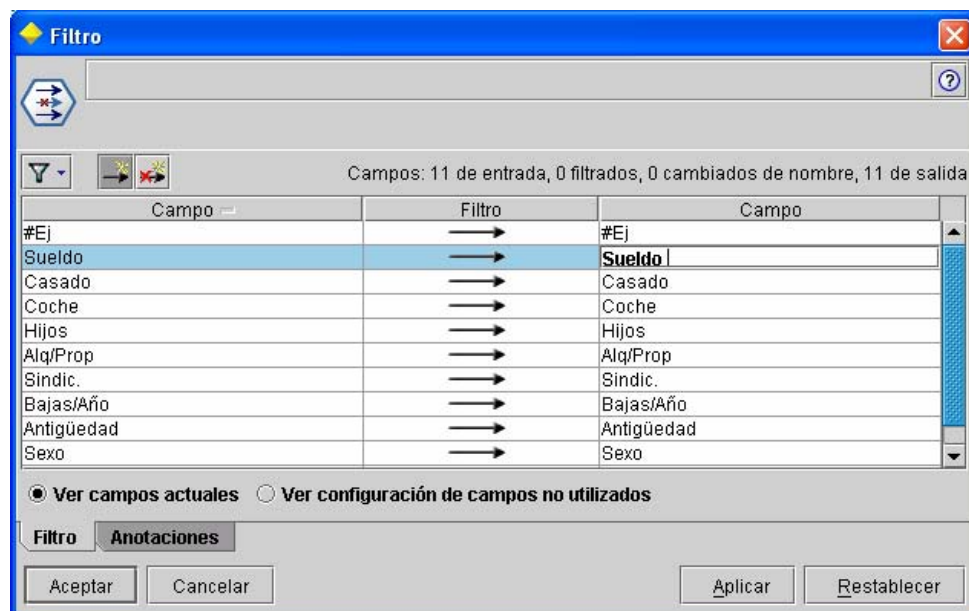 Filtro
Campos: 11 de entrada, 0 filtrados, 0 cambiados de nombre, 11 de salida
Campo Filtro Campo
#Ej #Ej
Sueldo Sueldo
Casado Casado
Coche Coche
Hijos Hijos
Alq/Prop Alq/Prop
Sindic. Sindic.
Bajas/Año Bajas/Año
Antigüedad Antigüedad
Sexo Sexo
Ver campos actuales Ver configuración de campos no utilizados
Filtro Anotaciones
Aceptar Cancelar Aplicar Restablecer